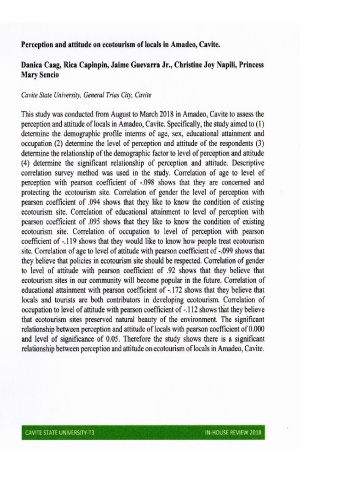 Perception and attitude on ecotourism of locals in Amadeo, Cavite.
Danica Caag, Rica Capinpin, Jaime Guevarra Jr., Christine Joy Napili, Princess
Mary Sencio
Cavite State University, General Trias City, Cavite
This study was conducted from August to March 2018 in Amadeo, Cavite to assess the
perception and attitude of locals in Amadeo, Cavite. Specifically, the study aimed to (1)
determine the demographic profile interms of age, sex, educational attainment and
occupation (2) determine the level of perception and attitude of the respondents (3)
determine the relationship of the demographic factor to level of perception and attitude
(4) determine the significant relationship of perception and attitude. Descriptive
correlation survey method was used in the study. Correlation of age to level of
perception with pearson coefficient of -.098 shows that they are concerned and
protecting the ecotourism site. Correlation of gender the level of perception with
pearson coefficient of .094 shows that they like to know the condition of existing
ecotourism site. Correlation of educational attainment to level of perception with
pearson coefficient of .095 shows that they like to know the condition of existing
ecotourism site. Correlation of occupation to level of perception with pearson
coefficient of -.119 shows that they would like to know how people treat ecotourism
site. Correlation of age to level of attitude with pearson coefficient of -.099 shows that
they believe that policies in ecotourism site should be respected. Correlation of gender
to level of attitude with pearson coefficient of .92 shows that they believe that
ecotourism sites in our community will become popular in the future. Correlation of
educational attainment with pearson coefficient of -.172 shows that they believe that
locals and tourists are both contributors in developing ecotourism. Correlation of
occupation to level of attitude with pearson coefficient of -.112 shows that they believe
that ecotourism sites preserved natural beauty of the environment. The significant
relationship between perception and attitude of locals with pearson coefficient of 0.000
and level of significance of 0.05. Therefore the study shows there is a significant
relationship between perception and attitude on ecotourism of locals in Amadeo, Cavite.
CAVITE STATE UNIVERSITY-T3 IN-HOUSE REVIEW 2018